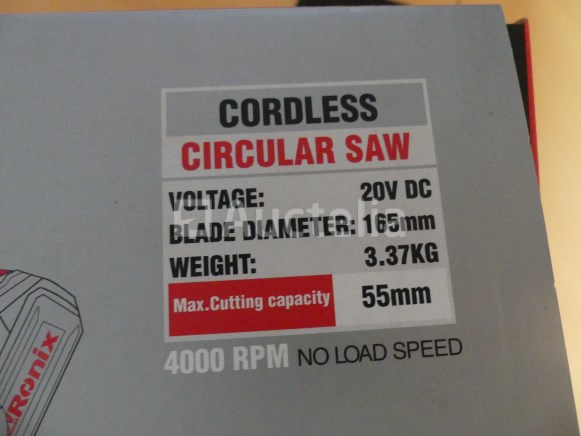 CORDLESS
CIRCULAR SAW
VOLTAGE: 20V DC
BLADE DIAMETER: 165mm
WEIGHT: 3.37KG
Max.Cutting capacity 55mm
4000 RPM NO LOAD SPEED
Ronix
Auctelia